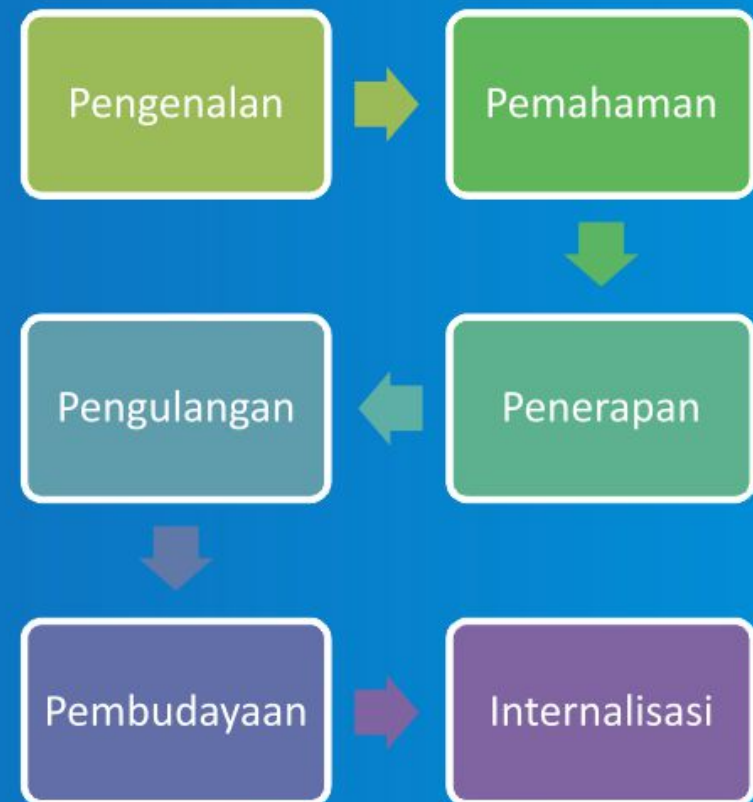 Pengenalan
Pemahaman
Penerapan
Pengulangan
Pembudayaan
Internalisasi